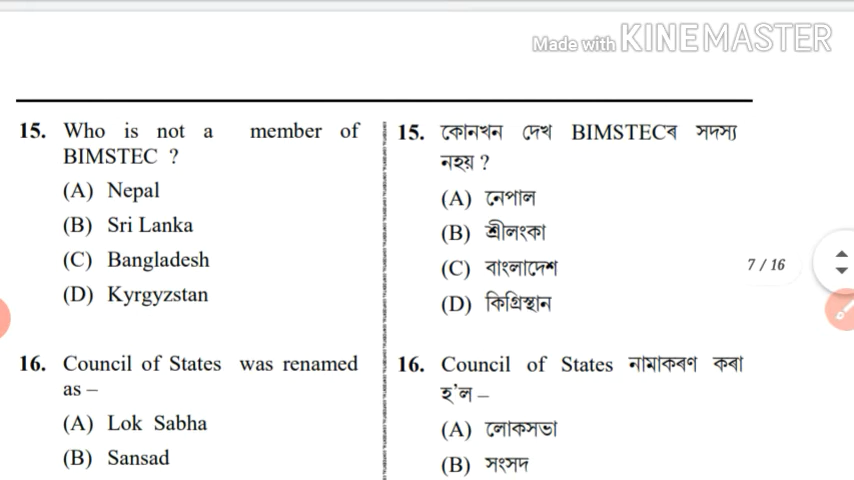 Made with KINEMASTER
15. Who is not a member of
BIMSTEC ?
(A) Nepal
(B) Sri Lanka
(C) Bangladesh
(D) Kyrgyzstan
16. Council of States was renamed
as –
(A) Lok Sabha
(B) Sansad
15. কোনখন দেখ BIMSTECৰ সদস্য
নহয় ?
(A) নেপাল
(B) শ্রীলংকা
(C) বাংলাদেশ
(D) কিগ্রিস্থান
16. Council of States নামাকৰণ কৰা
হ'ল –
(A) লোকসভা
(B) সংসদ
7 / 16